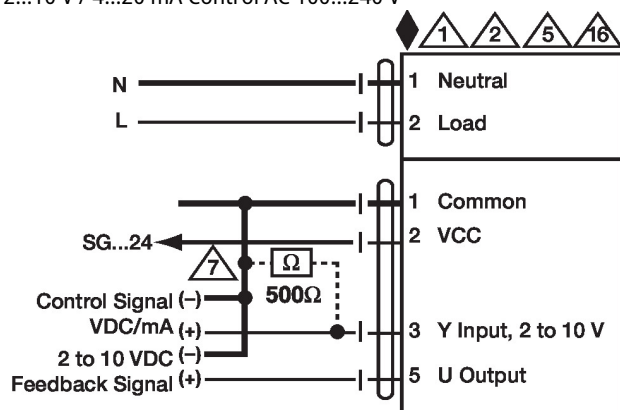 2...10 V / 4...20 mA Control AC 100...240 V
1 2 5 16
N 1 Neutral
L 2 Load
1 Common
SG...24 2 VCC
7 Ω
500Ω
Control Signal (–)
VDC/mA (+) 3 Y Input, 2 to 10 V
2 to 10 VDC (–)
Feedback Signal (+) 5 U Output